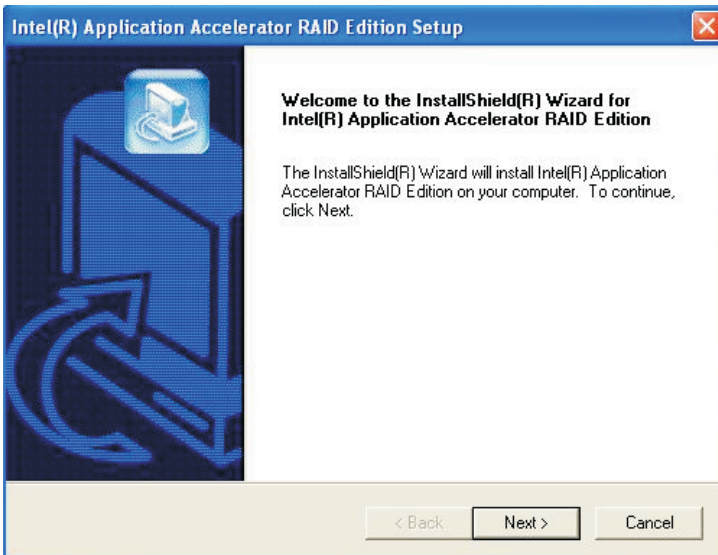 Intel(R) Application Accelerator RAID Edition Setup
Welcome to the InstallShield(R) Wizard for
Intel(R) Application Accelerator RAID Edition
The InstallShield(R) Wizard will install Intel(R) Application
Accelerator RAID Edition on your computer.  To continue,
click Next.
< Back
Next >
Cancel